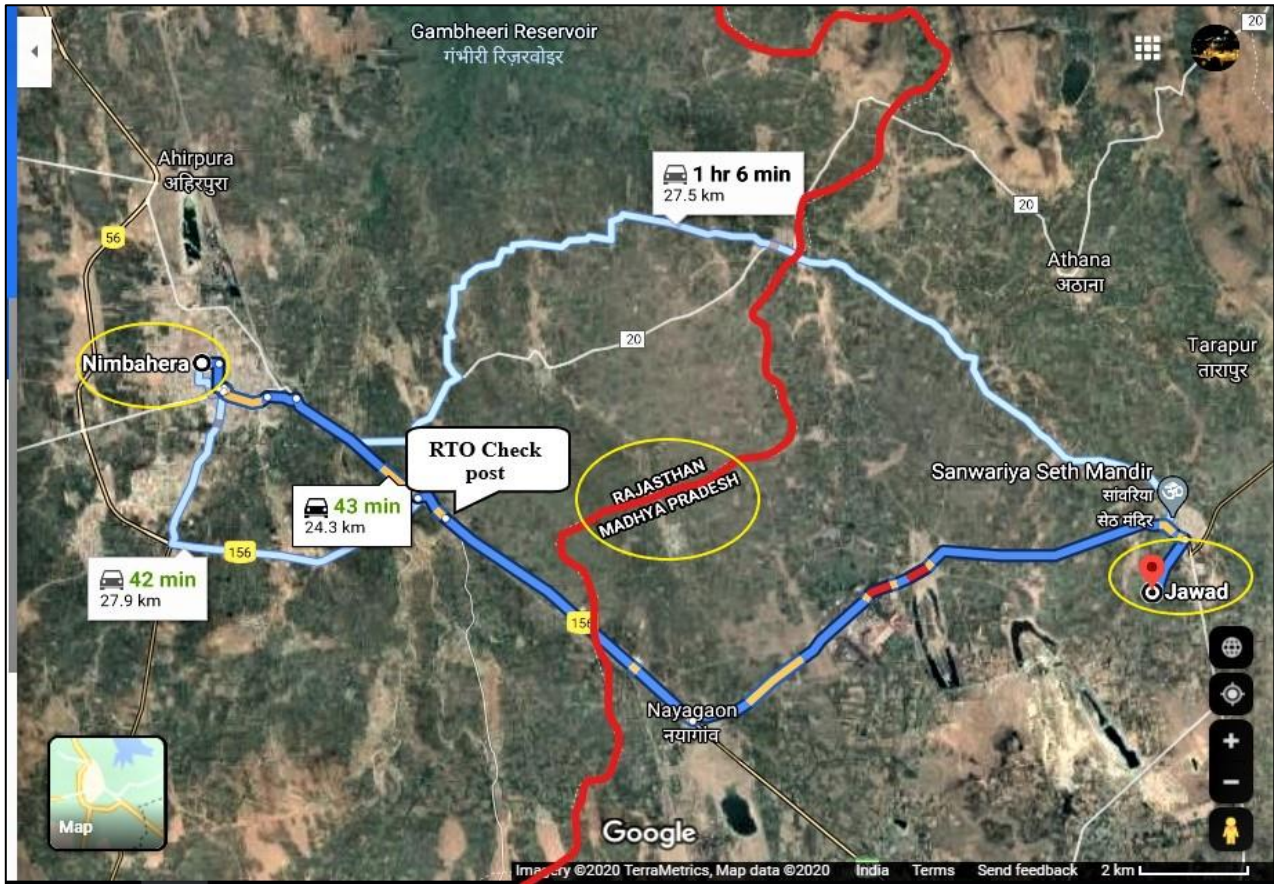 Gambheeri Reservoir
गंभीरी रिज़रवोइर
20
Ahirpura
अहिरपुरा
1 hr 6 min
27.5 km
56
20
Athana
अठाना
20
Tarapur
तारापुर
Nimbahera
RTO Check
post
RAJASTHAN
MADHYA PRADESH
Sanwariya Seth Mandir
सांवरिया
सेठ मंदिर
43 min
24.3 km
156
42 min
27.9 km
Jawad
156
Nayagaon
नयागांव
Map
Google
Imagery ©2020 TerraMetrics, Map data ©2020 India Terms Send feedback 2 km